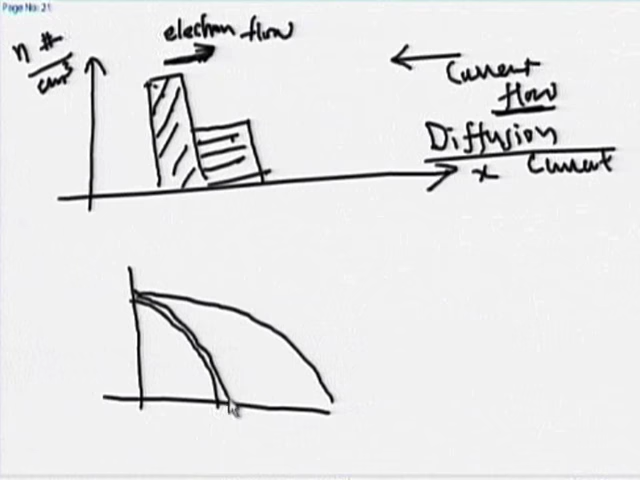 Page No: 21
n #
cm³
electron flow
Current
flow
Diffusion
x Current